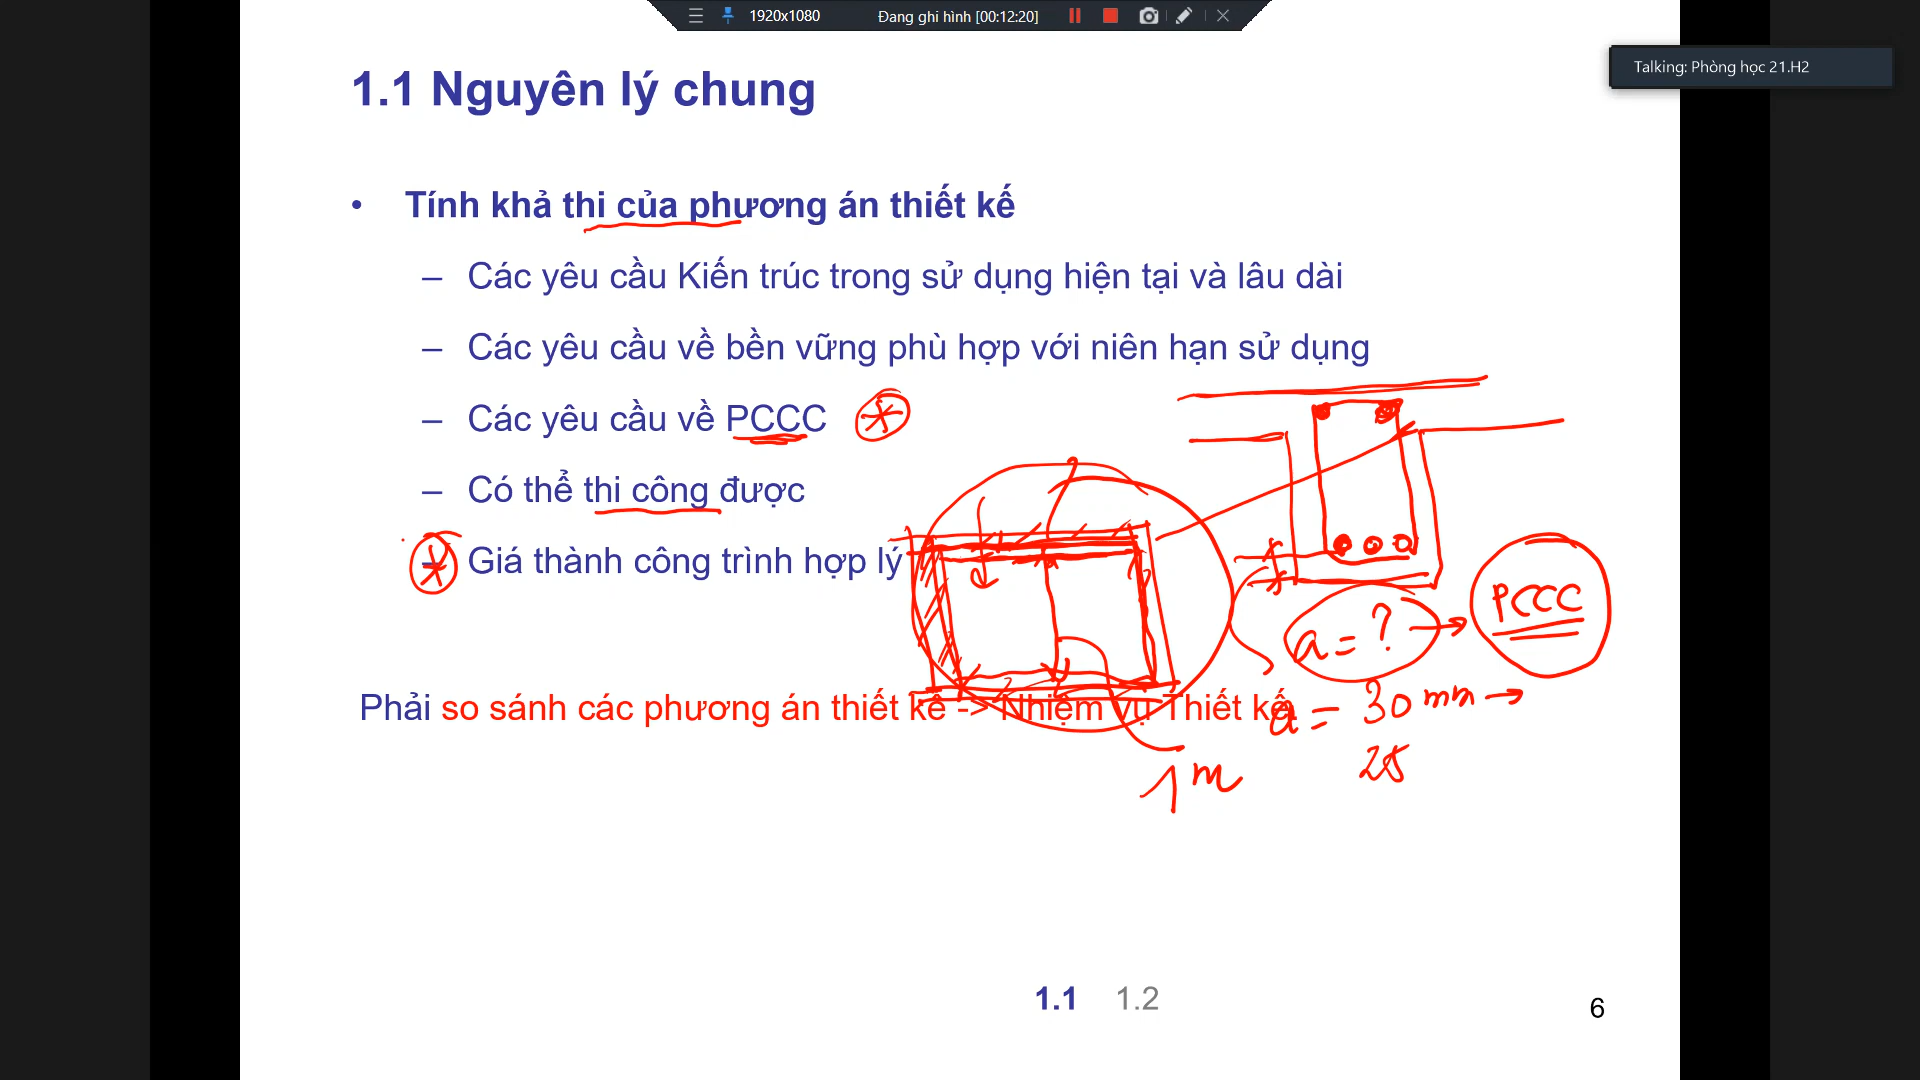 1920x1080 Đang ghi hình [00:12:20]
Talking: Phòng học 21.H2
1.1 Nguyên lý chung
• Tính khả thi của phương án thiết kế
– Các yêu cầu Kiến trúc trong sử dụng hiện tại và lâu dài
– Các yêu cầu về bền vững phù hợp với niên hạn sử dụng
– Các yêu cầu về PCCC
– Có thể thi công được
– Giá thành công trình hợp lý
a = ? → PCCC
Phải so sánh các phương án thiết kế -> Nhiệm vụ Thiết kế.
a = 30 mm →
25
1 m
1.1 1.2
6